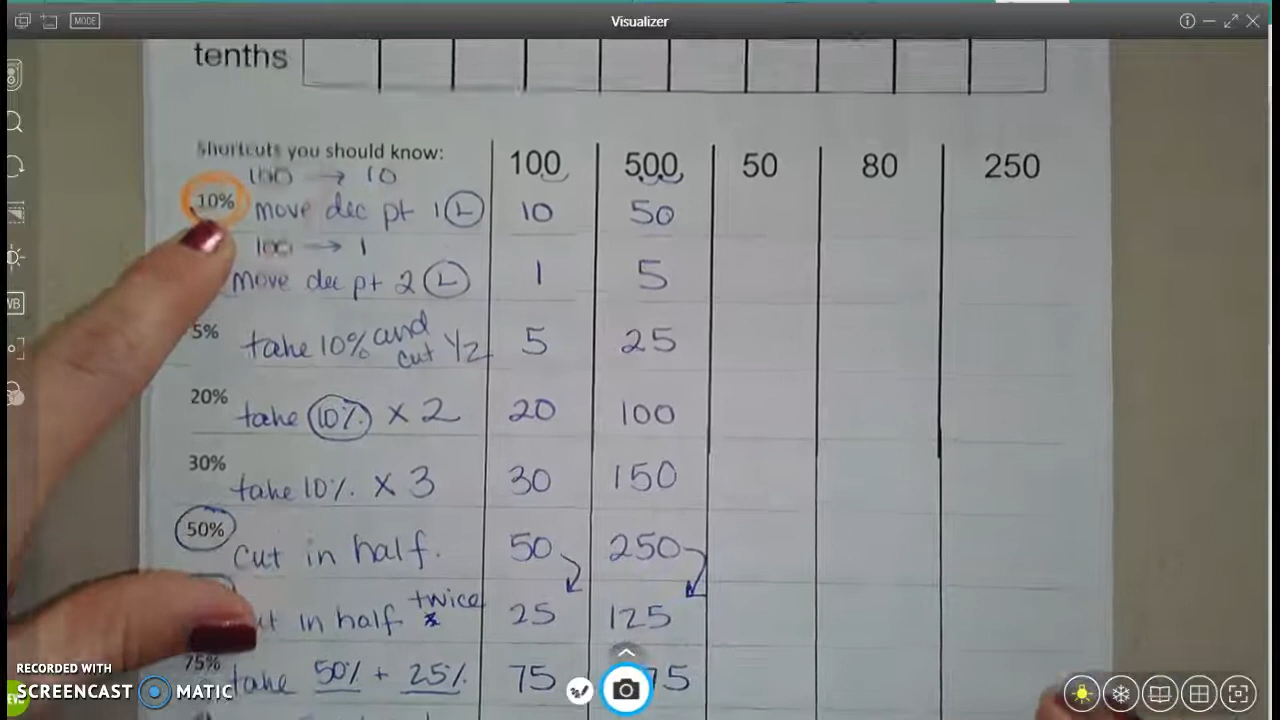 MODE
Visualizer
tenths
Shortcuts you should know: 100 500 50 80 250
100 → 10
10% move dec pt 1 L 10 50
100 → 1
move dec pt 2 L 1 5
5% take 10% and cut 1/2 5 25
20% take 10% x 2 20 100
30% take 10% x 3 30 150
50% cut in half. 50 250
in half twice 25 125
75% take 50% + 25% 75 75
WB
RECORDED WITH
SCREENCAST MATIC